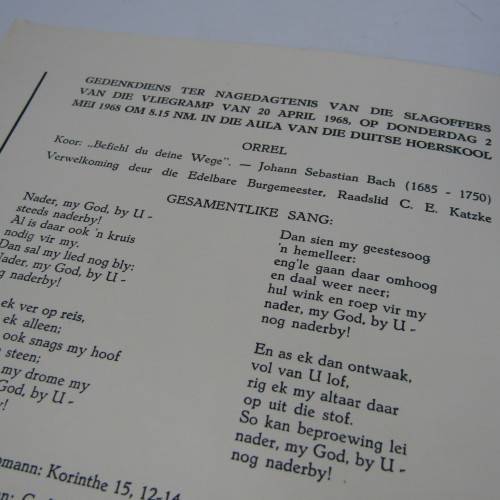 GEDENKDIENS TER NAGEDAGTENIS VAN DIE SLAGOFFERS
VAN DIE VLIEGRAMP VAN 20 APRIL 1968, OP DONDERDAG 2
MEI 1968 OM 8.15 NM. IN DIE AULA VAN DIE DUITSE HOËRSKOOL
ORREL
Koor: „Befiehl du deine Wege”. — Johann Sebastian Bach (1685 - 1750)
Verwelkoming deur die Edelbare Burgemeester, Raadslid C. E. Katzke
GESAMENTLIKE SANG:
Nader, my God, by U -
steeds naderby!
Al is daar ook 'n kruis
nodig vir my.
Dan sal my lied nog bly:
Nader, my God, by U -
nog naderby!
ek ver op reis,
ek alleen;
ook snags my hoof
steen;
my drome my
God, by U -
Dan sien my geestesoog
'n hemelleer:
eng'le gaan daar omhoog
en daal weer neer;
hul wink en roep vir my
nader, my God, by U -
nog naderby!
En as ek dan ontwaak,
vol van U lof,
rig ek my altaar daar
op uit die stof.
So kan beproewing lei
nader, my God, by U -
nog naderby!
Korinthe 15, 12-14